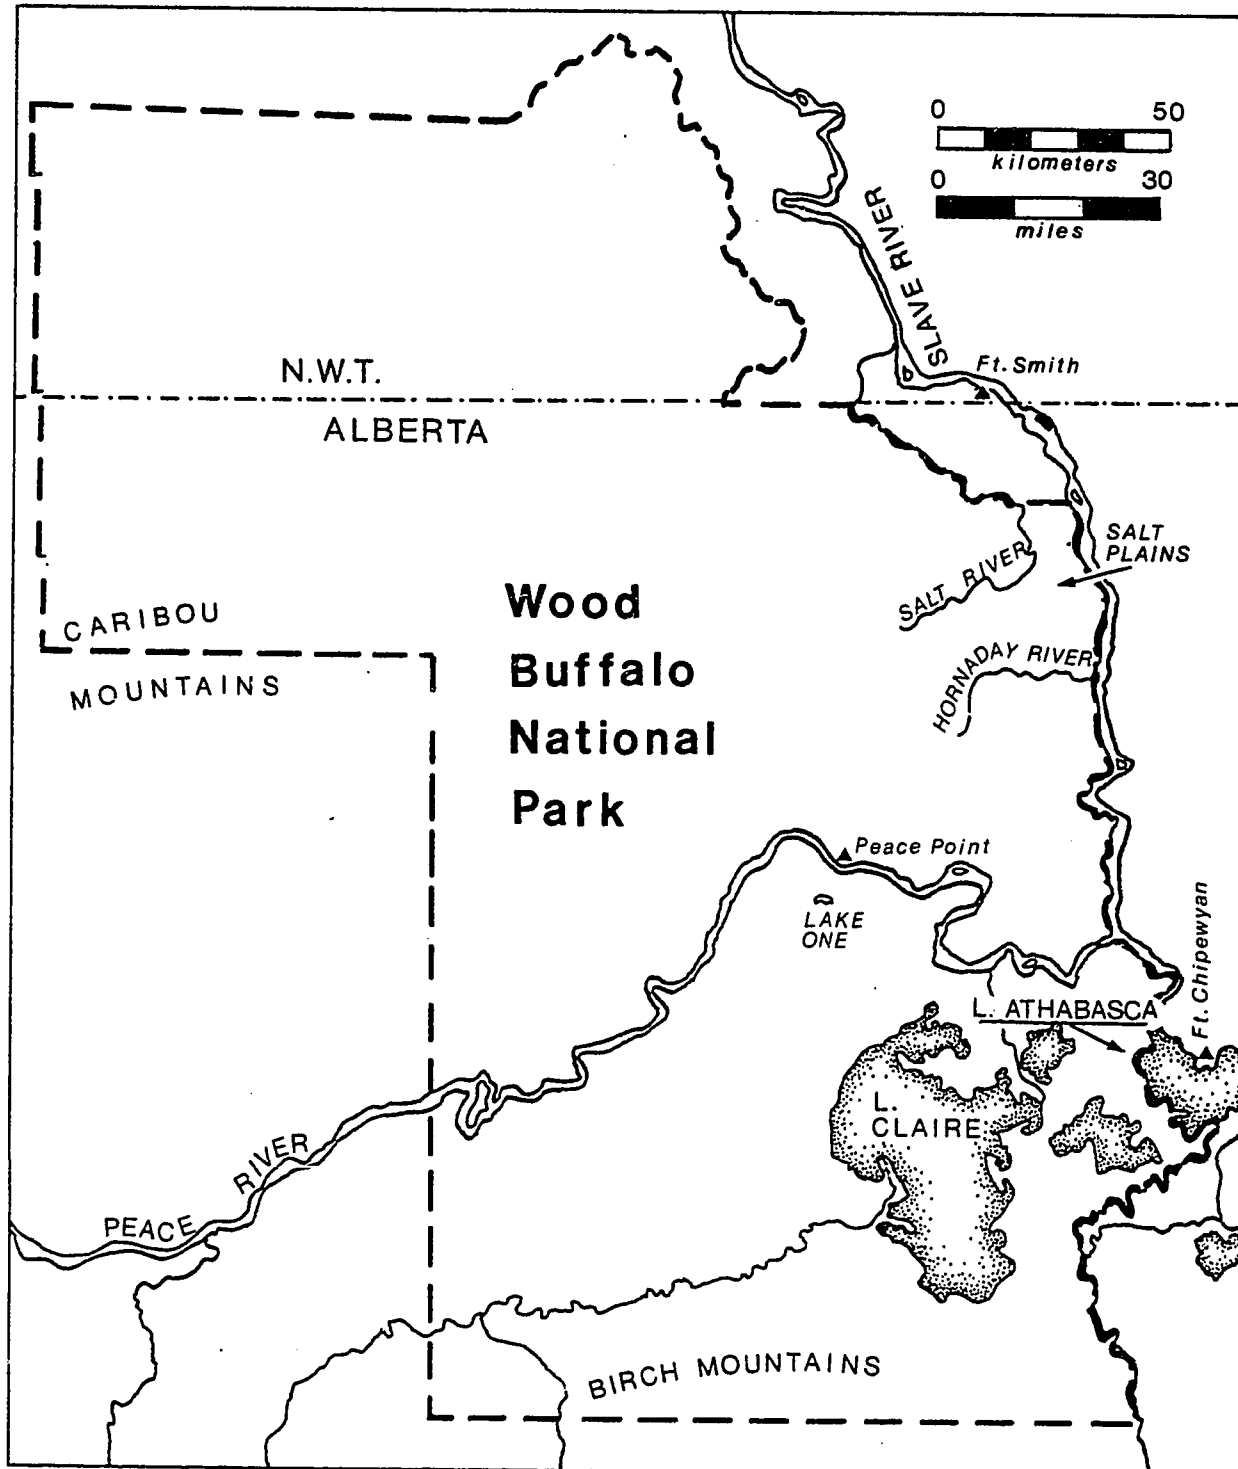 0 50
kilometers
0 30
miles
SLAVE RIVER
N.W.T.
Ft. Smith
ALBERTA
SALT
PLAINS
SALT RIVER
Wood
Buffalo
National
Park
CARIBOU
MOUNTAINS
HORNADAY RIVER
Peace Point
LAKE
ONE
Ft. Chipewyan
L. ATHABASCA
L.
CLAIRE
PEACE RIVER
BIRCH MOUNTAINS